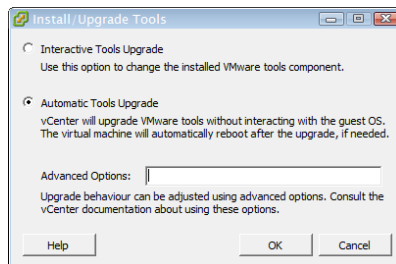 Install/Upgrade Tools
Interactive Tools Upgrade
Use this option to change the installed VMware tools component.
Automatic Tools Upgrade
vCenter will upgrade VMware tools without interacting with the guest OS.
The virtual machine will automatically reboot after the upgrade, if needed.
Advanced Options:
Upgrade behaviour can be adjusted using advanced options. Consult the
vCenter documentation about using these options.
Help OK Cancel